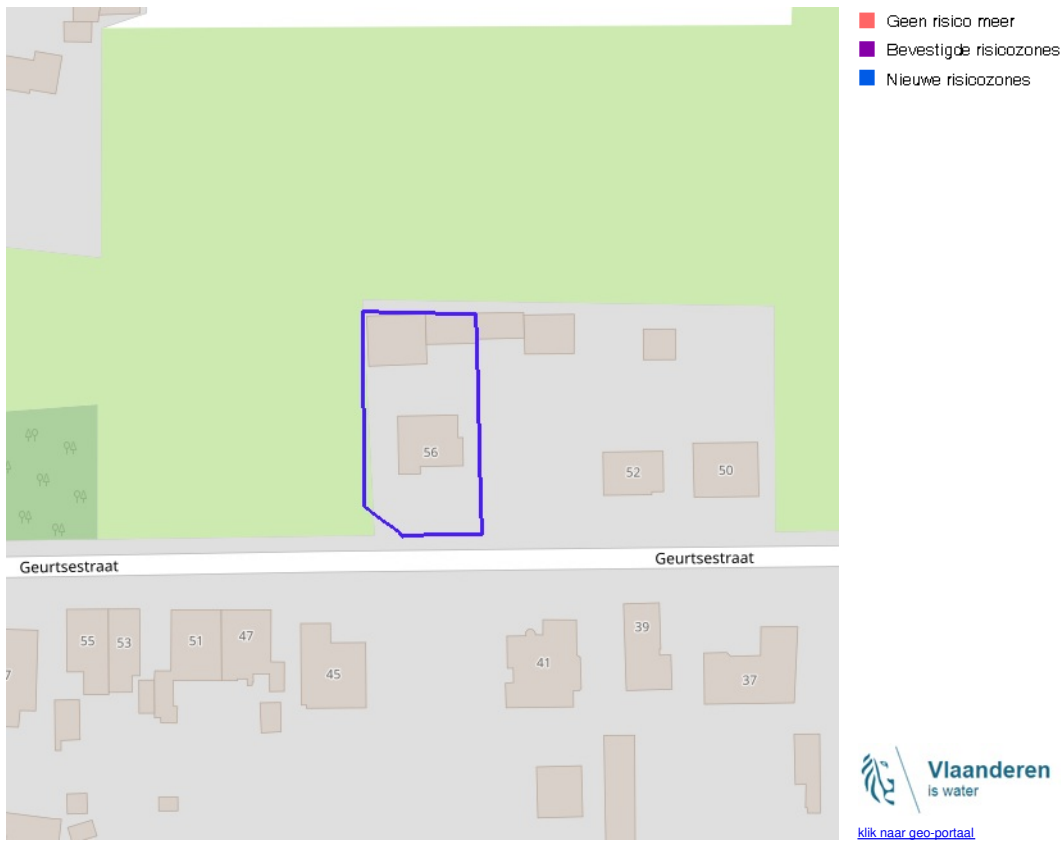 Geen risico meer
Bevestigde risicozones
Nieuwe risicozones
56
52
50
Geurtsestraat
Geurtsestraat
55
53
51
47
45
41
39
37
7
Vlaanderen
is water
klik naar geo-portaal